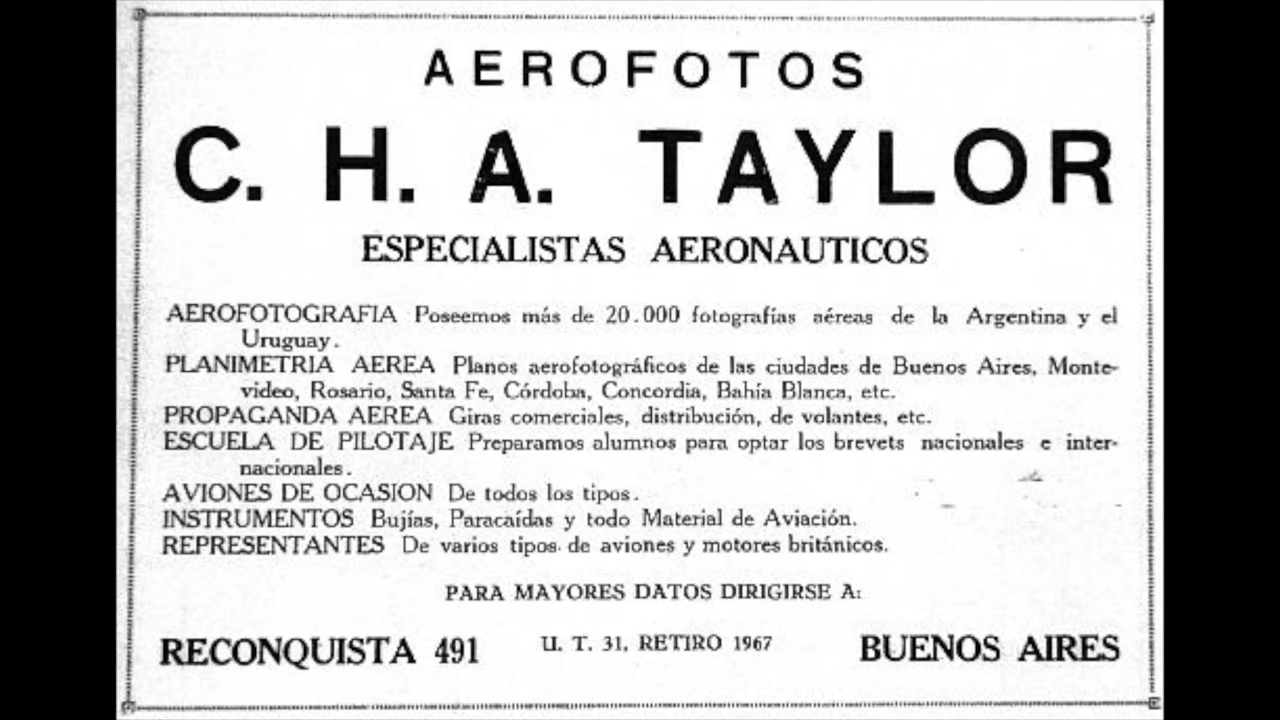 AEROFOTOS
C. H. A. TAYLOR
ESPECIALISTAS AERONAUTICOS
AEROFOTOGRAFIA Poseemos más de 20.000 fotografías aéreas de la Argentina y el
Uruguay.
PLANIMETRIA AEREA Planos aerofotográficos de las ciudades de Buenos Aires, Monte-
video, Rosario, Santa Fe, Córdoba, Concordia, Bahía Blanca, etc.
PROPAGANDA AEREA Giras comerciales, distribución, de volantes, etc.
ESCUELA DE PILOTAJE Preparamos alumnos para optar los brevets nacionales e inter-
nacionales.
AVIONES DE OCASION De todos los tipos.
INSTRUMENTOS Bujías, Paracaídas y todo Material de Aviación.
REPRESENTANTES De varios tipos de aviones y motores británicos.
PARA MAYORES DATOS DIRIGIRSE A:
RECONQUISTA 491 U. T. 31, RETIRO 1967 BUENOS AIRES